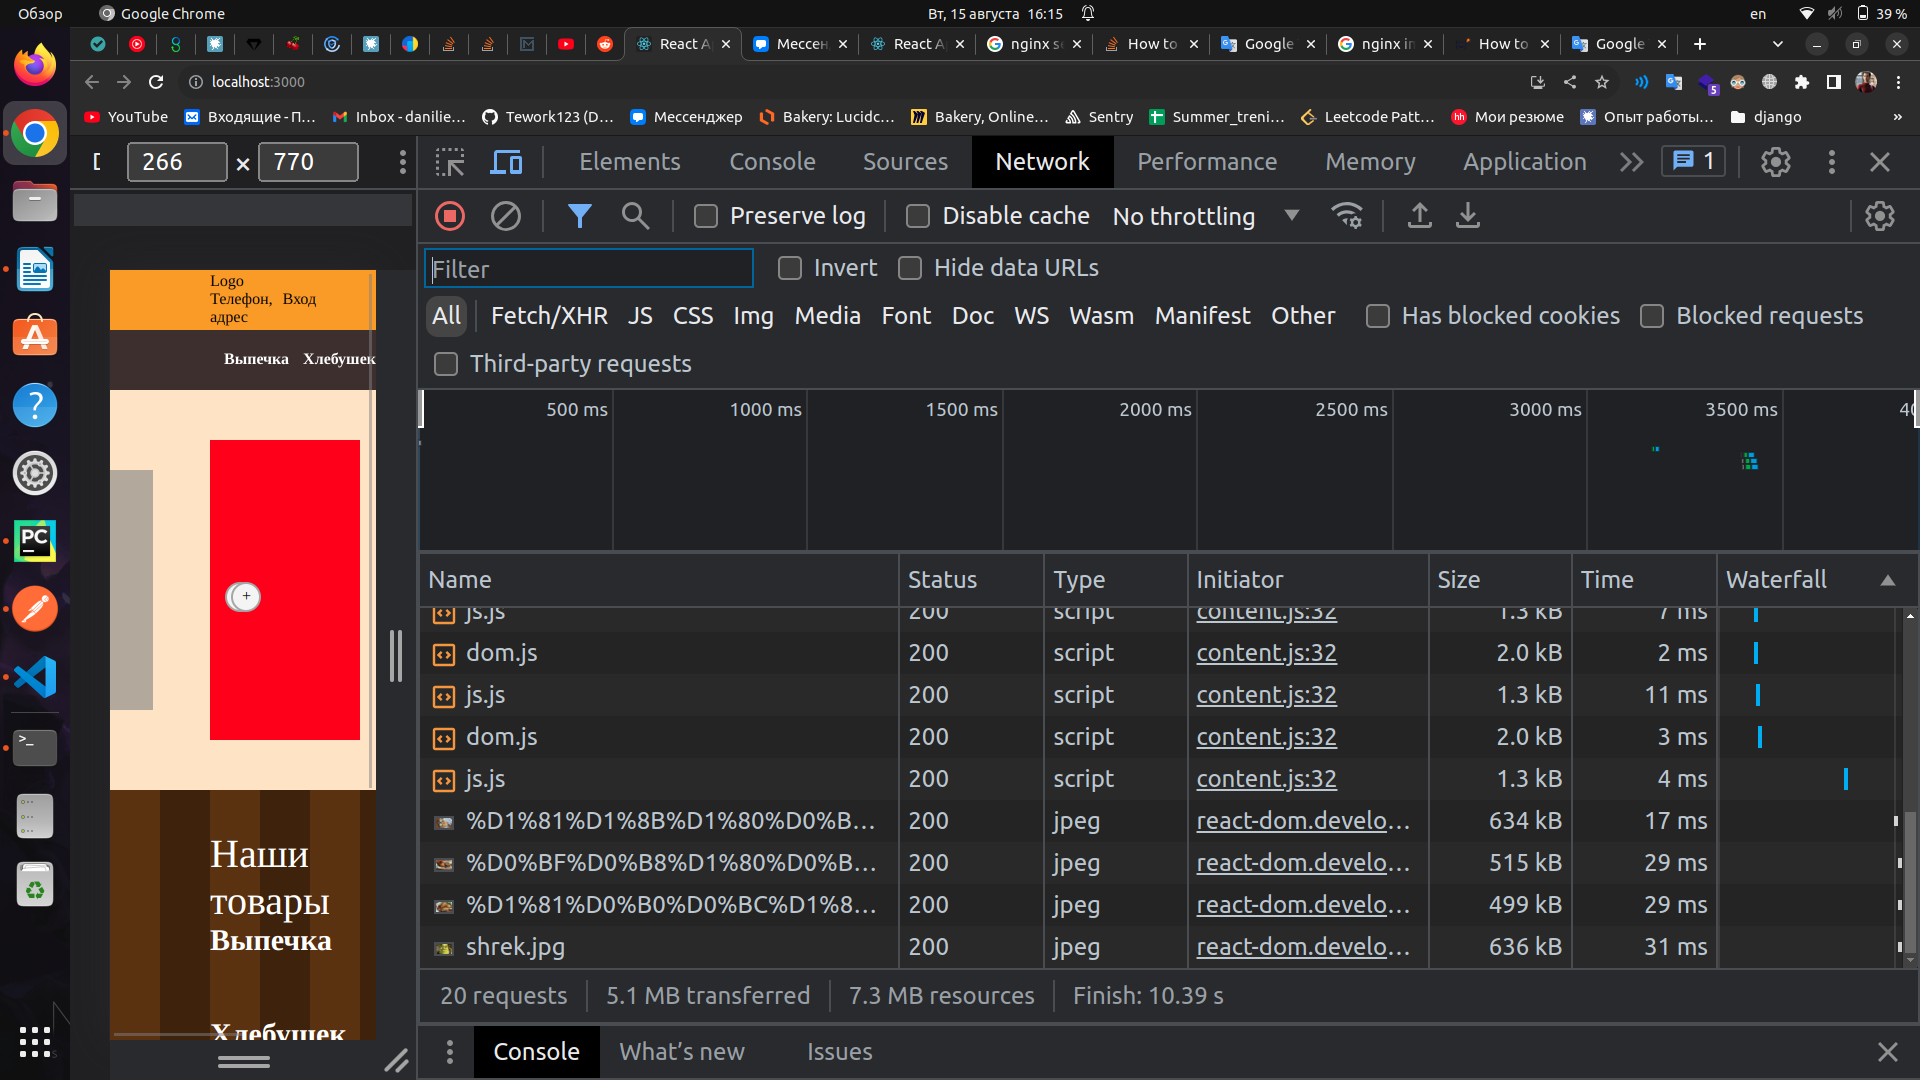 Обзор Google Chrome Вт, 15 августа 16:15 en 39 %
React A Мессен React A nginx se How to Google nginx in How to Google
localhost:3000 5
YouTube Входящие - П... Inbox - danilie... Tework123 (D... Мессенджер Bakery: Lucidc... Bakery, Online... Sentry Summer_treni... Leetcode Patt... Мои резюме Опыт работы... django »
266 × 770 Elements Console Sources Network Performance Memory Application 1
Preserve log Disable cache No throttling
Filter Invert Hide data URLs
All Fetch/XHR JS CSS Img Media Font Doc WS Wasm Manifest Other Has blocked cookies Blocked requests
Third-party requests
500 ms 1000 ms 1500 ms 2000 ms 2500 ms 3000 ms 3500 ms
Name Status Type Initiator Size Time Waterfall
js.js 200 script content.js:32 1.3 kB 7 ms
dom.js 200 script content.js:32 2.0 kB 2 ms
js.js 200 script content.js:32 1.3 kB 11 ms
dom.js 200 script content.js:32 2.0 kB 3 ms
js.js 200 script content.js:32 1.3 kB 4 ms
%D1%81%D1%8B%D1%80%D0%B... 200 jpeg react-dom.develo... 634 kB 17 ms
%D0%BF%D0%B8%D1%80%D0%B... 200 jpeg react-dom.develo... 515 kB 29 ms
%D1%81%D0%B0%D0%BC%D1%8... 200 jpeg react-dom.develo... 499 kB 29 ms
shrek.jpg 200 jpeg react-dom.develo... 636 kB 31 ms
20 requests 5.1 MB transferred 7.3 MB resources Finish: 10.39 s
Console What's new Issues
Logo
Телефон, Вход
адрес
Выпечка Хлебушек
+
Наши
товары
Выпечка
Хлебушек
PC